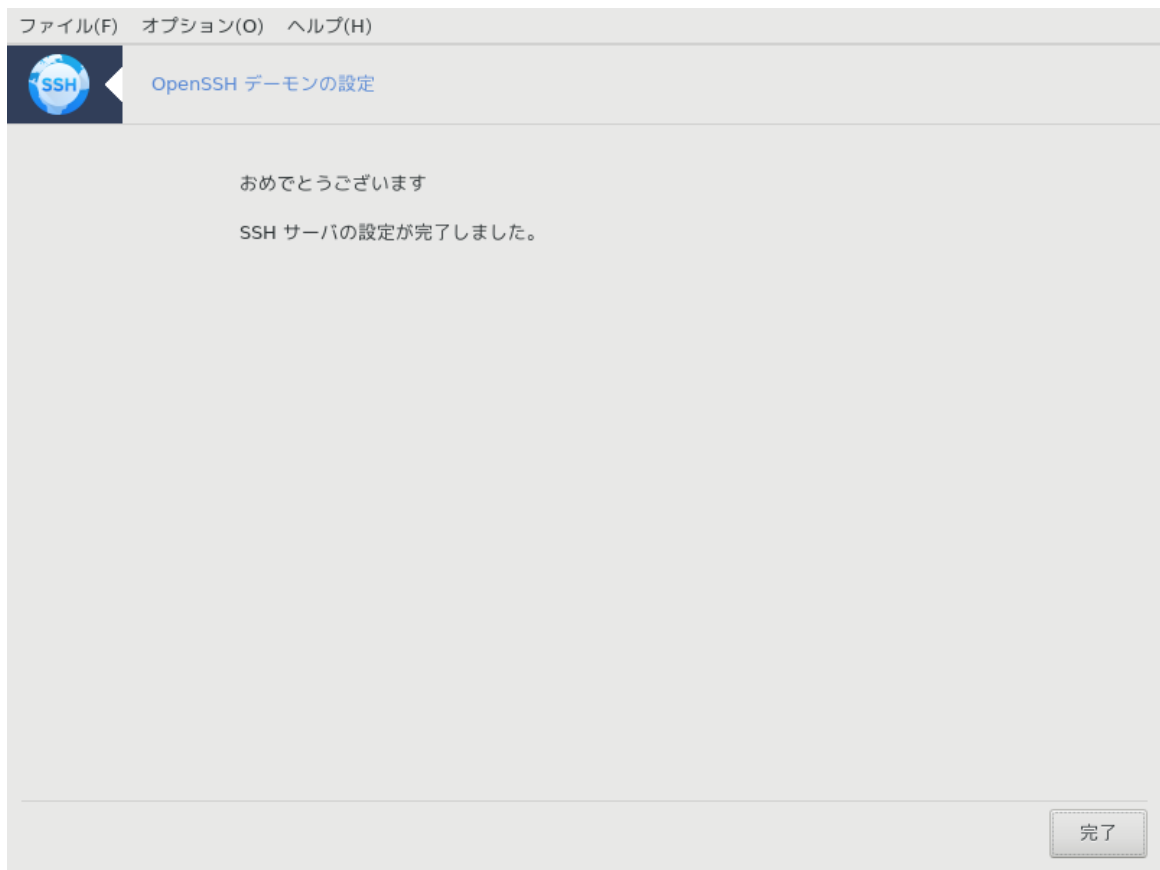 ファイル(F) オプション(O) ヘルプ(H)
SSH
OpenSSH デーモンの設定
おめでとうございます
SSH サーバの設定が完了しました。
完了